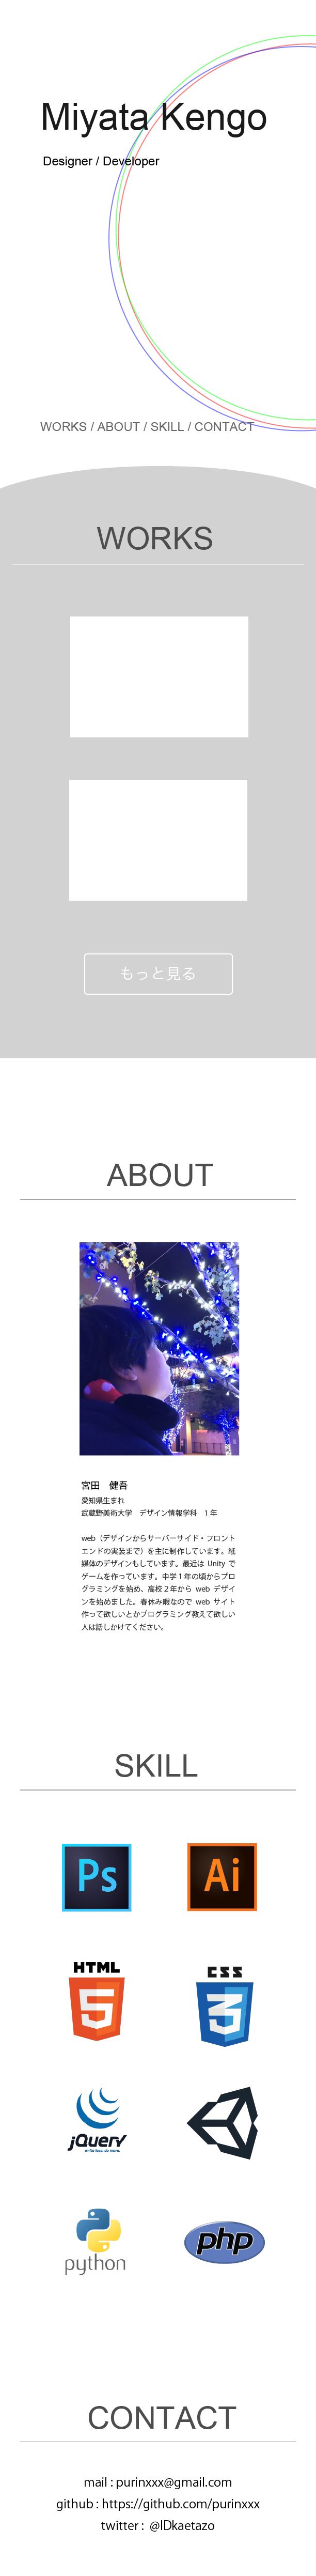 Miyata Kengo
Designer / Developer
WORKS / ABOUT / SKILL / CONTACT
WORKS
もっと見る
ABOUT
宮田　健吾
愛知県生まれ
武蔵野美術大学　デザイン情報学科　1 年
web（デザインからサーバーサイド・フロント
エンドの実装まで）を主に制作しています。紙
媒体のデザインもしています。最近は Unity で
ゲームを作っています。中学 1 年の頃からプロ
グラミングを始め、高校 2 年から web デザイ
ンを始めました。春休み暇なので web サイト
作って欲しいとかプログラミング教えて欲しい
人は話しかけてください。
SKILL
Ps Ai
HTML CSS
5 3
jQuery
write less, do more.
python php
CONTACT
mail : purinxxx@gmail.com
github : https://github.com/purinxxx
twitter : @IDkaetazo